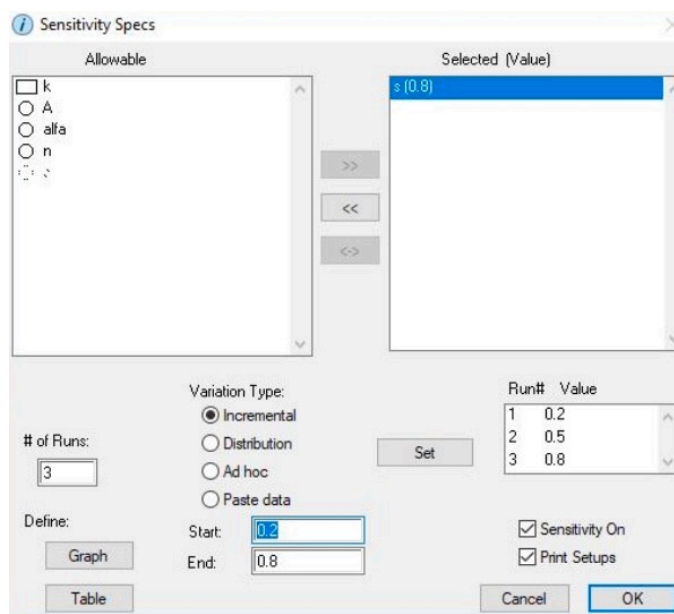 Sensitivity Specs
Allowable
k
A
alfa
n
Selected (Value)
s (0.8)
>>
<<
<->
# of Runs:
3
Define:
Graph
Table
Variation Type:
Incremental
Distribution
Ad hoc
Paste data
Start: 0.2
End: 0.8
Set
Run# Value
1 0.2
2 0.5
3 0.8
Sensitivity On
Print Setups
Cancel
OK